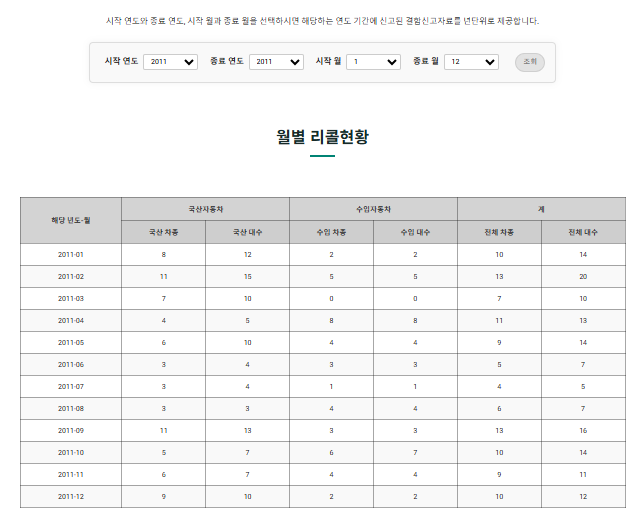 시작 연도와 종료 연도, 시작 월과 종료 월을 선택하시면 해당하는 연도 기간에 신고된 결함신고자료를 년단위로 제공합니다.
시작 연도 2011 종료 연도 2011 시작 월 1 종료 월 12 조회
월별 리콜현황
해당 년도-월 국산자동차 수입자동차 계
국산 차종 국산 대수 수입 차종 수입 대수 전체 차종 전체 대수
2011-01 8 12 2 2 10 14
2011-02 11 15 5 5 13 20
2011-03 7 10 0 0 7 10
2011-04 4 5 8 8 11 13
2011-05 6 10 4 4 9 14
2011-06 3 4 3 3 5 7
2011-07 3 4 1 1 4 5
2011-08 3 3 4 4 6 7
2011-09 11 13 3 3 13 16
2011-10 5 7 6 7 10 14
2011-11 6 7 4 4 9 11
2011-12 9 10 2 2 10 12